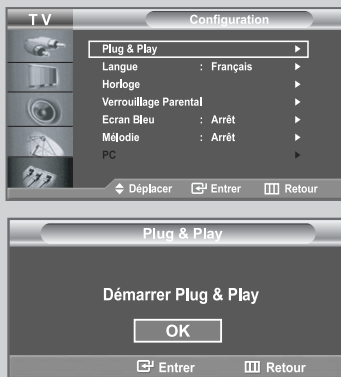 TV Configuration
Plug & Play
Langue : Français
Horloge
Verrouillage Parental
Ecran Bleu : Arrêt
Mélodie : Arrêt
PC
Déplacer Entrer Retour
Plug & Play
Démarrer Plug & Play
OK
Entrer Retour